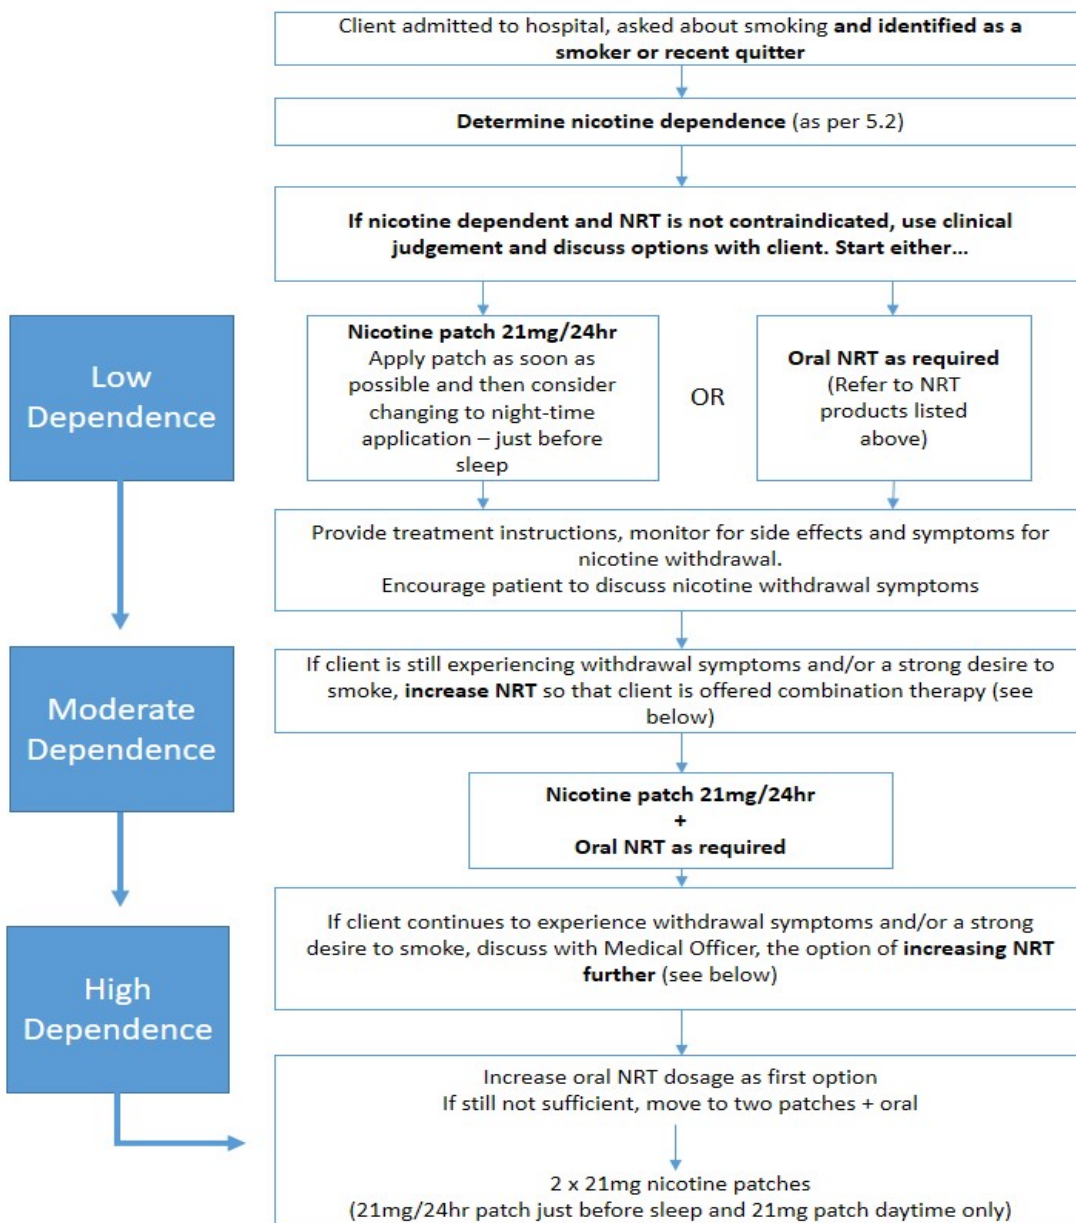 Client admitted to hospital, asked about smoking and identified as a
smoker or recent quitter
Determine nicotine dependence (as per 5.2)
If nicotine dependent and NRT is not contraindicated, use clinical
judgement and discuss options with client. Start either...
Low
Dependence
Nicotine patch 21mg/24hr
Apply patch as soon as
possible and then consider
changing to night-time
application – just before
sleep
OR
Oral NRT as required
(Refer to NRT
products listed
above)
Provide treatment instructions, monitor for side effects and symptoms for
nicotine withdrawal.
Encourage patient to discuss nicotine withdrawal symptoms
Moderate
Dependence
If client is still experiencing withdrawal symptoms and/or a strong desire to
smoke, increase NRT so that client is offered combination therapy (see
below)
Nicotine patch 21mg/24hr
+
Oral NRT as required
High
Dependence
If client continues to experience withdrawal symptoms and/or a strong
desire to smoke, discuss with Medical Officer, the option of increasing NRT
further (see below)
Increase oral NRT dosage as first option
If still not sufficient, move to two patches + oral
2 x 21mg nicotine patches
(21mg/24hr patch just before sleep and 21mg patch daytime only)